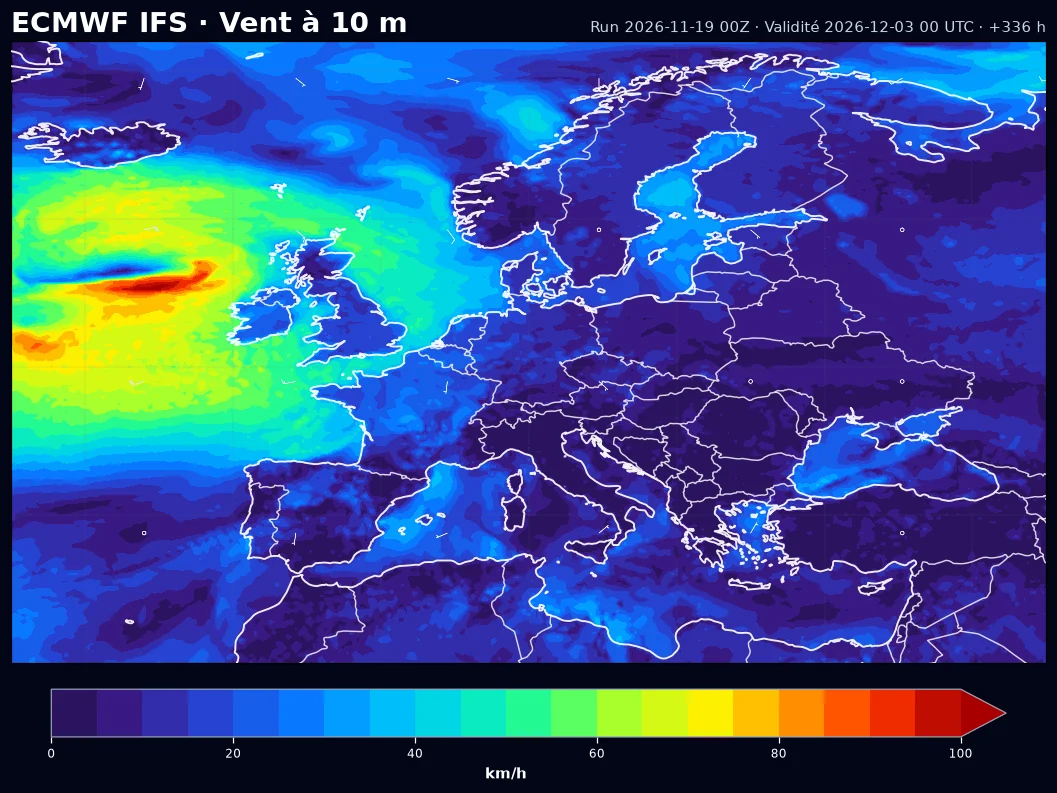 ECMWF IFS · Vent à 10 m
Run 2026-11-19 00Z · Validité 2026-12-03 00 UTC · +336 h
0 20 40 60 80 100
km/h